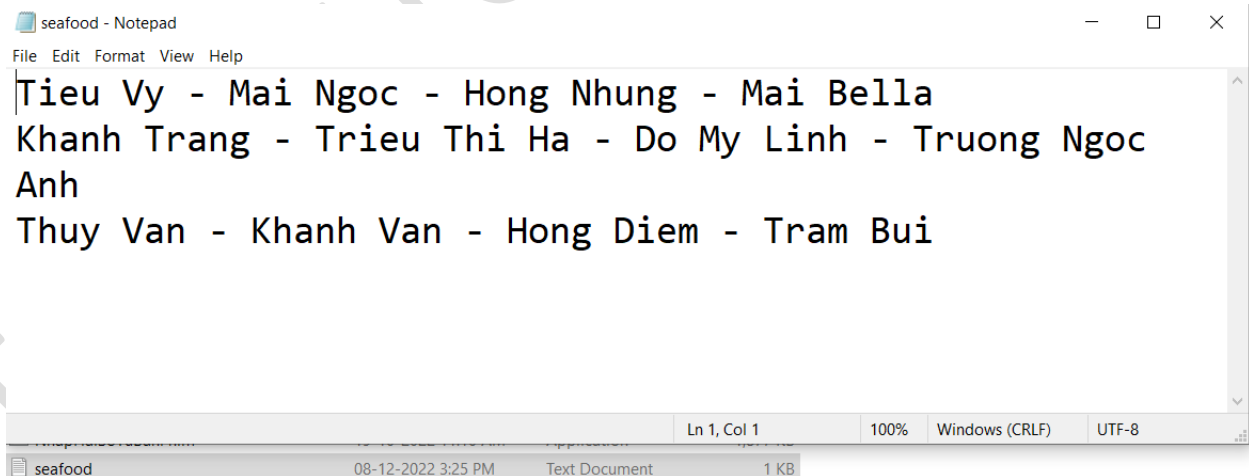 seafood - Notepad
File Edit Format View Help
Tieu Vy - Mai Ngoc - Hong Nhung - Mai Bella
Khanh Trang - Trieu Thi Ha - Do My Linh - Truong Ngoc
Anh
Thuy Van - Khanh Van - Hong Diem - Tram Bui
Ln 1, Col 1 100% Windows (CRLF) UTF-8
seafood 08-12-2022 3:25 PM Text Document 1 KB